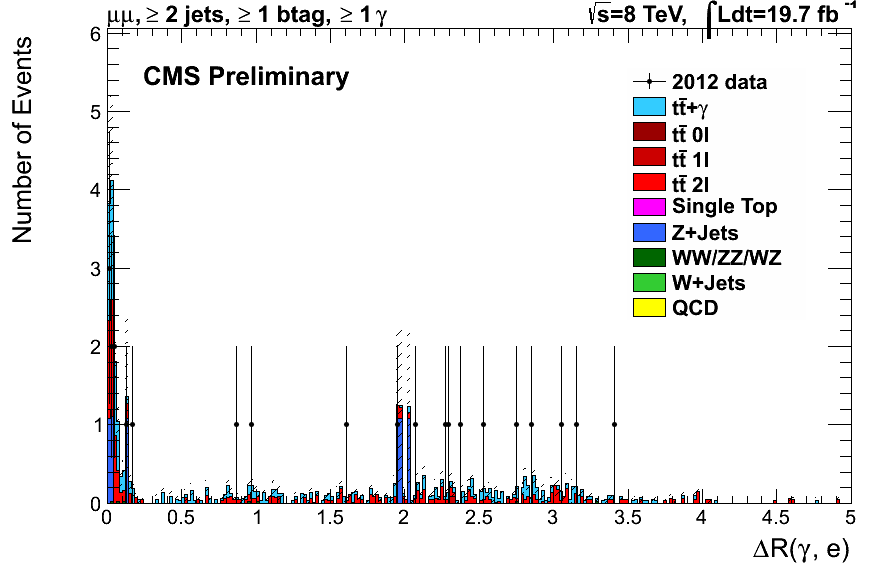 μμ, ≥ 2 jets, ≥ 1 btag, ≥ 1 γ
√s=8 TeV, ∫Ldt=19.7 fb⁻¹
CMS Preliminary
2012 data
tt̄+γ
tt̄ 0l
tt̄ 1l
tt̄ 2l
Single Top
Z+Jets
WW/ZZ/WZ
W+Jets
QCD
Number of Events
6
5
4
3
2
1
0
0 0.5 1 1.5 2 2.5 3 3.5 4 4.5 5
ΔR(γ, e)